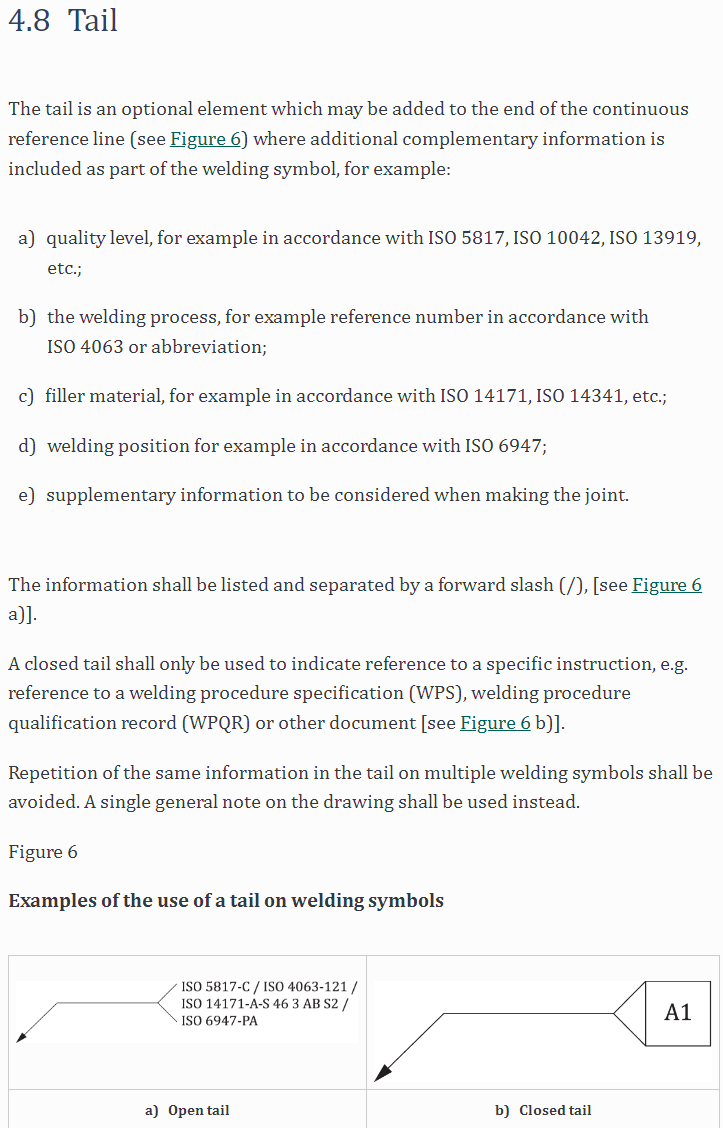 4.8 Tail
The tail is an optional element which may be added to the end of the continuous
reference line (see Figure 6) where additional complementary information is
included as part of the welding symbol, for example:
a) quality level, for example in accordance with ISO 5817, ISO 10042, ISO 13919,
etc.;
b) the welding process, for example reference number in accordance with
ISO 4063 or abbreviation;
c) filler material, for example in accordance with ISO 14171, ISO 14341, etc.;
d) welding position for example in accordance with ISO 6947;
e) supplementary information to be considered when making the joint.
The information shall be listed and separated by a forward slash (/), [see Figure 6
a)].
A closed tail shall only be used to indicate reference to a specific instruction, e.g.
reference to a welding procedure specification (WPS), welding procedure
qualification record (WPQR) or other document [see Figure 6 b)].
Repetition of the same information in the tail on multiple welding symbols shall be
avoided. A single general note on the drawing shall be used instead.
Figure 6
Examples of the use of a tail on welding symbols
ISO 5817-C / ISO 4063-121 /
ISO 14171-A-S 46 3 AB S2 /
ISO 6947-PA
A1
a) Open tail
b) Closed tail